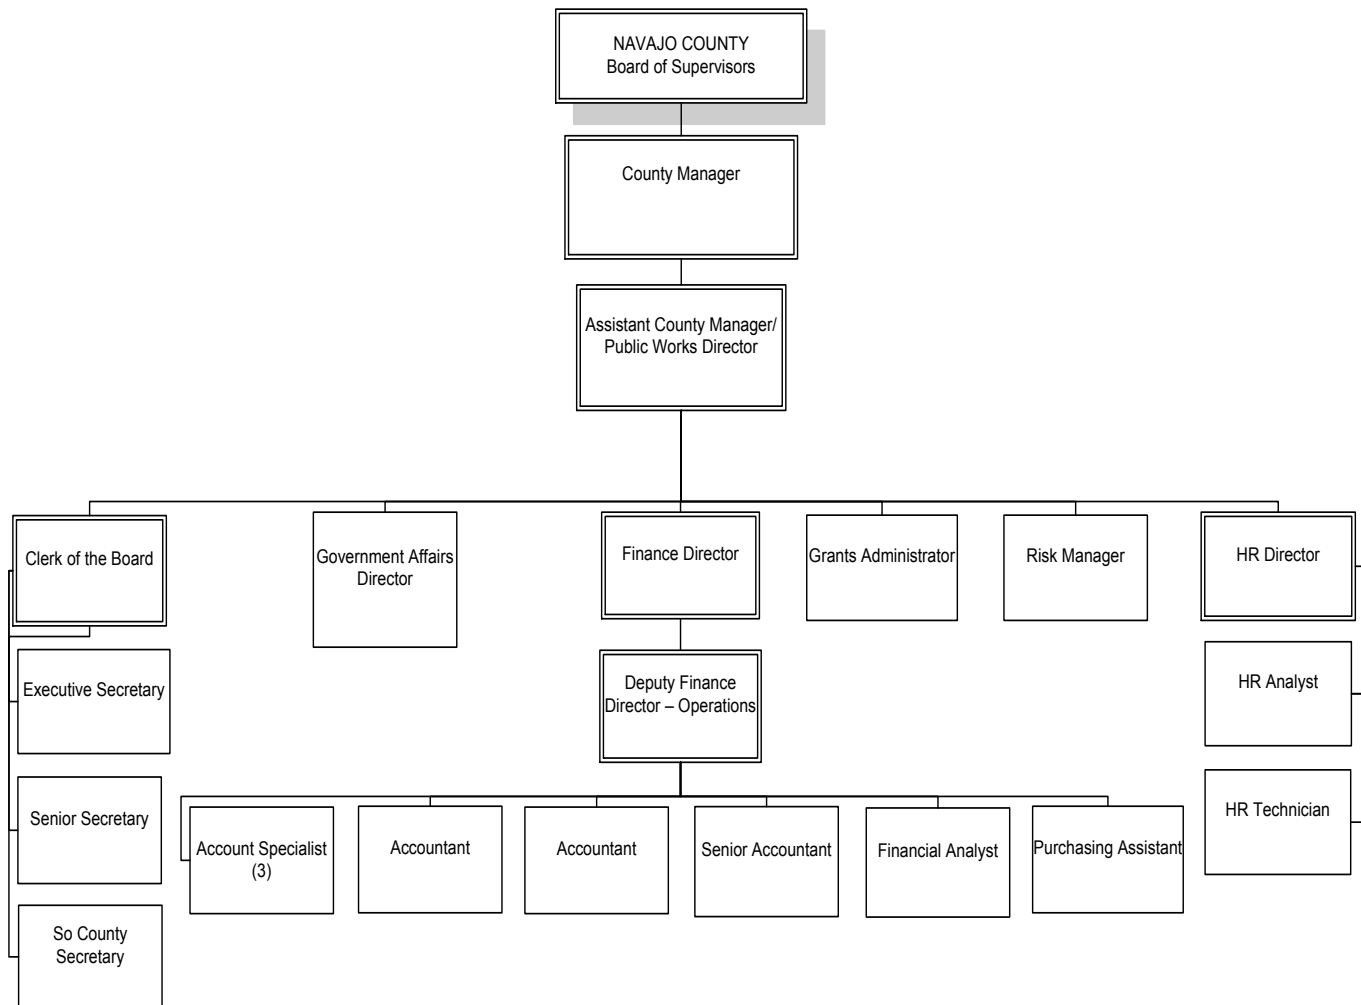 NAVAJO COUNTY
Board of Supervisors
County Manager
Assistant County Manager/
Public Works Director
Clerk of the Board
Government Affairs
Director
Finance Director
Grants Administrator
Risk Manager
HR Director
Executive Secretary
Deputy Finance
Director – Operations
HR Analyst
Senior Secretary
Account Specialist
(3)
Accountant
Accountant
Senior Accountant
Financial Analyst
Purchasing Assistant
HR Technician
So County
Secretary